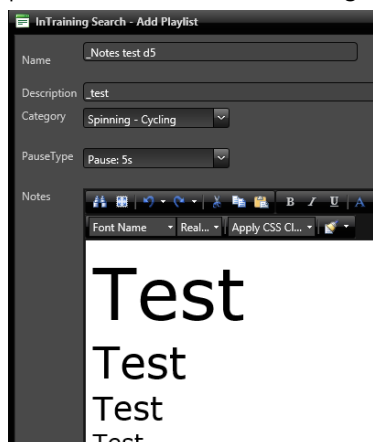 InTraining Search - Add Playlist
Name _Notes test d5
Description _test
Category Spinning - Cycling
PauseType Pause: 5s
Notes
B I U A
Font Name Real... Apply CSS Cl...
Test
Test
Test
Test